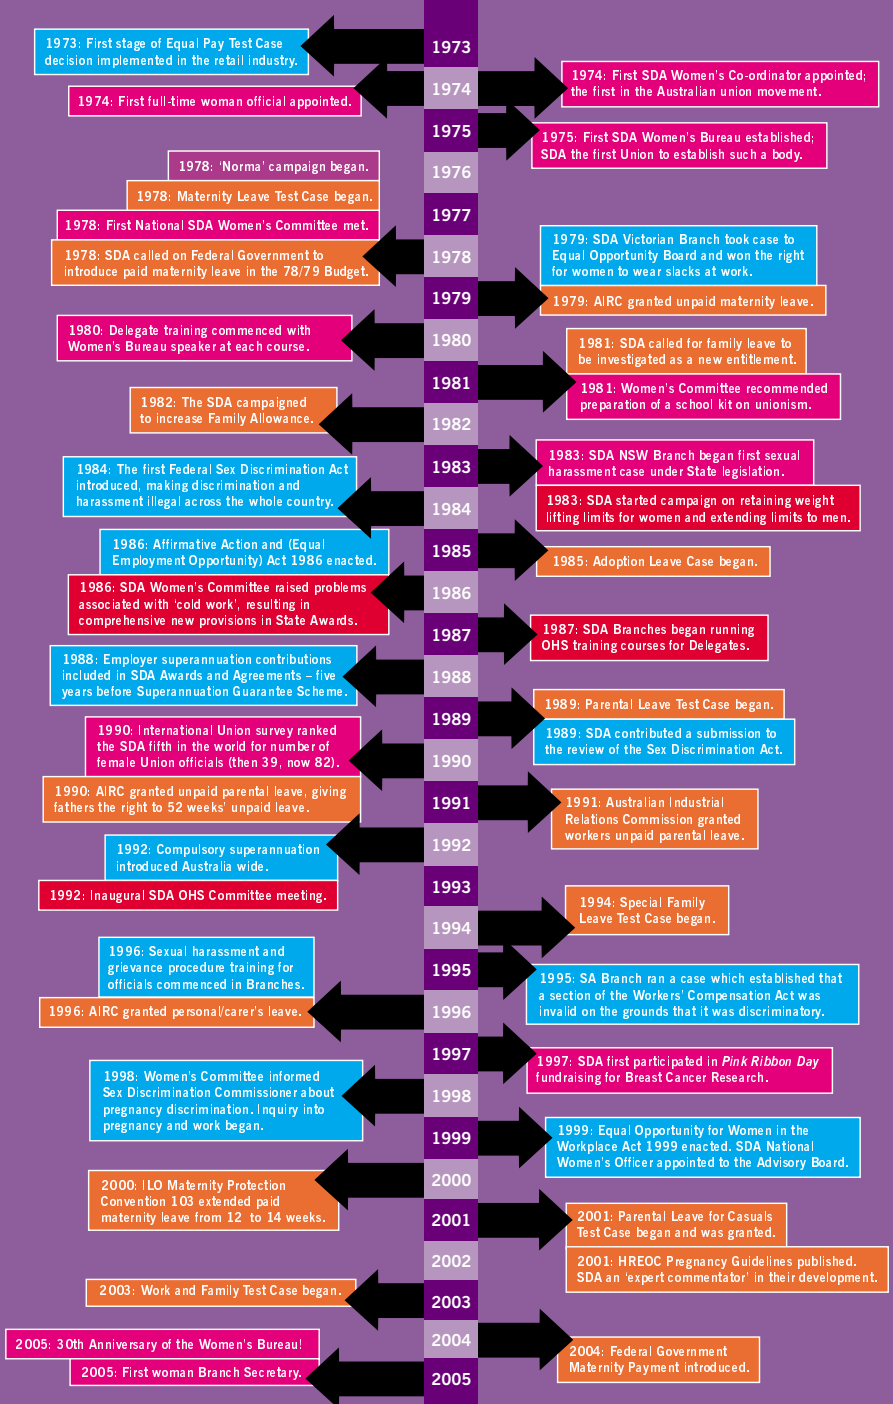 1973
1973: First stage of Equal Pay Test Case
decision implemented in the retail industry.
1974
1974: First full-time woman official appointed.
1974: First SDA Women's Co-ordinator appointed;
the first in the Australian union movement.
1975
1975: First SDA Women's Bureau established;
SDA the first Union to establish such a body.
1976
1977
1978: 'Norma' campaign began.
1978: Maternity Leave Test Case began.
1978: First National SDA Women's Committee met.
1978: SDA called on Federal Government to
introduce paid maternity leave in the 78/79 Budget.
1978
1979: SDA Victorian Branch took case to
Equal Opportunity Board and won the right
for women to wear slacks at work.
1979: AIRC granted unpaid maternity leave.
1979
1980: Delegate training commenced with
Women's Bureau speaker at each course.
1980
1981: SDA called for family leave to
be investigated as a new entitlement.
1981: Women's Committee recommended
preparation of a school kit on unionism.
1981
1982: The SDA campaigned
to increase Family Allowance.
1982
1983: SDA NSW Branch began first sexual
harassment case under State legislation.
1983: SDA started campaign on retaining weight
lifting limits for women and extending limits to men.
1983
1984: The first Federal Sex Discrimination Act
introduced, making discrimination and
harassment illegal across the whole country.
1984
1985
1985: Adoption Leave Case began.
1986: Affirmative Action and (Equal
Employment Opportunity) Act 1986 enacted.
1986: SDA Women's Committee raised problems
associated with 'cold work', resulting in
comprehensive new provisions in State Awards.
1986
1987
1987: SDA Branches began running
OHS training courses for Delegates.
1988: Employer superannuation contributions
included in SDA Awards and Agreements – five
years before Superannuation Guarantee Scheme.
1988
1989: Parental Leave Test Case began.
1989: SDA contributed a submission to
the review of the Sex Discrimination Act.
1989
1990: International Union survey ranked
the SDA fifth in the world for number of
female Union officials (then 39, now 82).
1990: AIRC granted unpaid parental leave, giving
fathers the right to 52 weeks' unpaid leave.
1990
1991
1991: Australian Industrial
Relations Commission granted
workers unpaid parental leave.
1992: Compulsory superannuation
introduced Australia wide.
1992: Inaugural SDA OHS Committee meeting.
1992
1993
1994
1994: Special Family
Leave Test Case began.
1995
1995: SA Branch ran a case which established that
a section of the Workers' Compensation Act was
invalid on the grounds that it was discriminatory.
1996: Sexual harassment and
grievance procedure training for
officials commenced in Branches.
1996: AIRC granted personal/carer's leave.
1996
1997
1997: SDA first participated in Pink Ribbon Day
fundraising for Breast Cancer Research.
1998: Women's Committee informed
Sex Discrimination Commissioner about
pregnancy discrimination. Inquiry into
pregnancy and work began.
1998
1999
1999: Equal Opportunity for Women in the
Workplace Act 1999 enacted. SDA National
Women's Officer appointed to the Advisory Board.
2000: ILO Maternity Protection
Convention 103 extended paid
maternity leave from 12 to 14 weeks.
2000
2001
2001: Parental Leave for Casuals
Test Case began and was granted.
2001: HREOC Pregnancy Guidelines published.
SDA an 'expert commentator' in their development.
2002
2003: Work and Family Test Case began.
2003
2004
2004: Federal Government
Maternity Payment introduced.
2005: 30th Anniversary of the Women's Bureau!
2005: First woman Branch Secretary.
2005